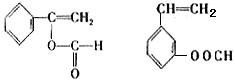 C=CH₂ CH=CH₂
O-C-H OOCH
O